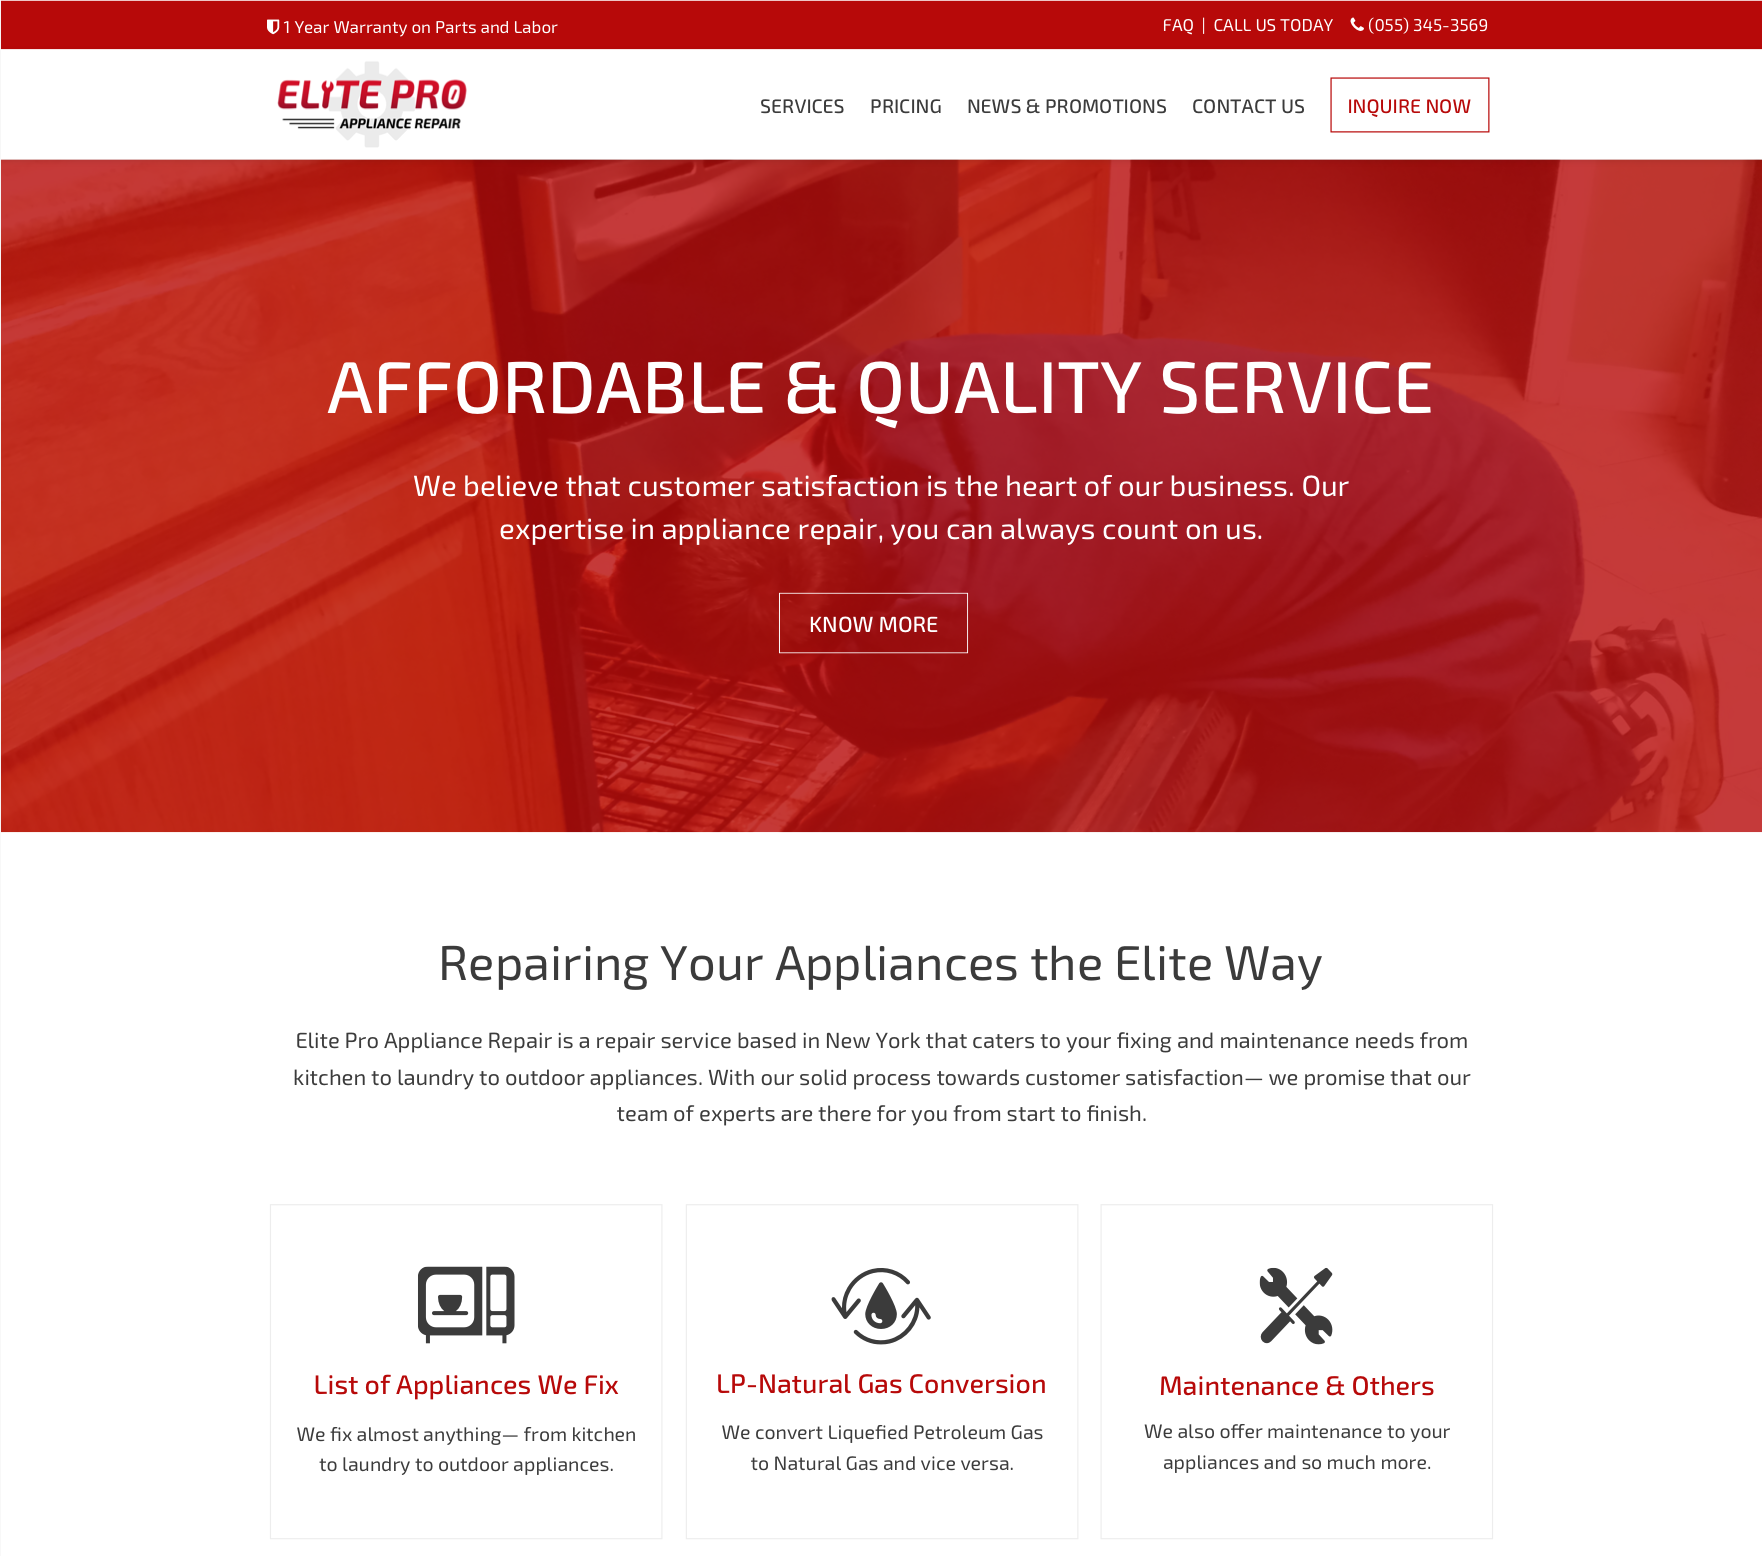 1 Year Warranty on Parts and Labor
FAQ | CALL US TODAY (055) 345-3569
ELITE PRO
APPLIANCE REPAIR
SERVICES PRICING NEWS & PROMOTIONS CONTACT US INQUIRE NOW
AFFORDABLE & QUALITY SERVICE
We believe that customer satisfaction is the heart of our business. Our
expertise in appliance repair, you can always count on us.
KNOW MORE
Repairing Your Appliances the Elite Way
Elite Pro Appliance Repair is a repair service based in New York that caters to your fixing and maintenance needs from
kitchen to laundry to outdoor appliances. With our solid process towards customer satisfaction— we promise that our
team of experts are there for you from start to finish.
List of Appliances We Fix
We fix almost anything— from kitchen
to laundry to outdoor appliances.
LP-Natural Gas Conversion
We convert Liquefied Petroleum Gas
to Natural Gas and vice versa.
Maintenance & Others
We also offer maintenance to your
appliances and so much more.